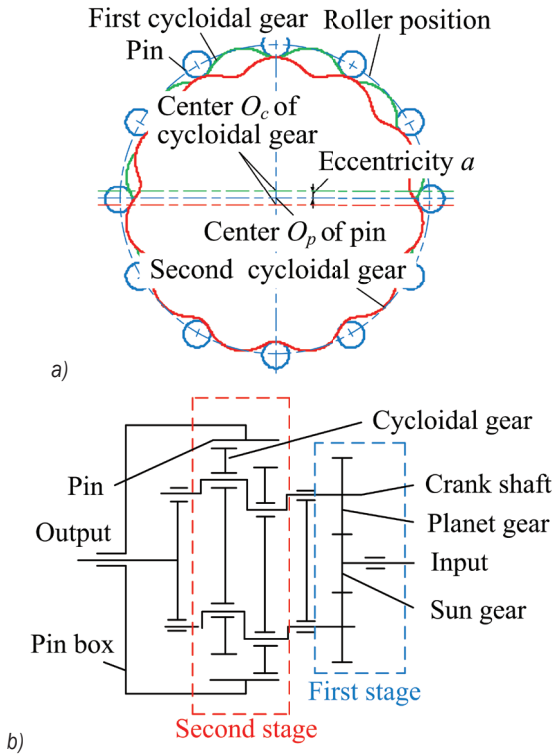 First cycloidal gear
Roller position
Pin
Center Oc of
cycloidal gear
Eccentricity a
Center Op of pin
Second cycloidal gear
a)
Cycloidal gear
Pin
Crank shaft
Planet gear
Output
Input
Sun gear
Pin box
First stage
Second stage
b)